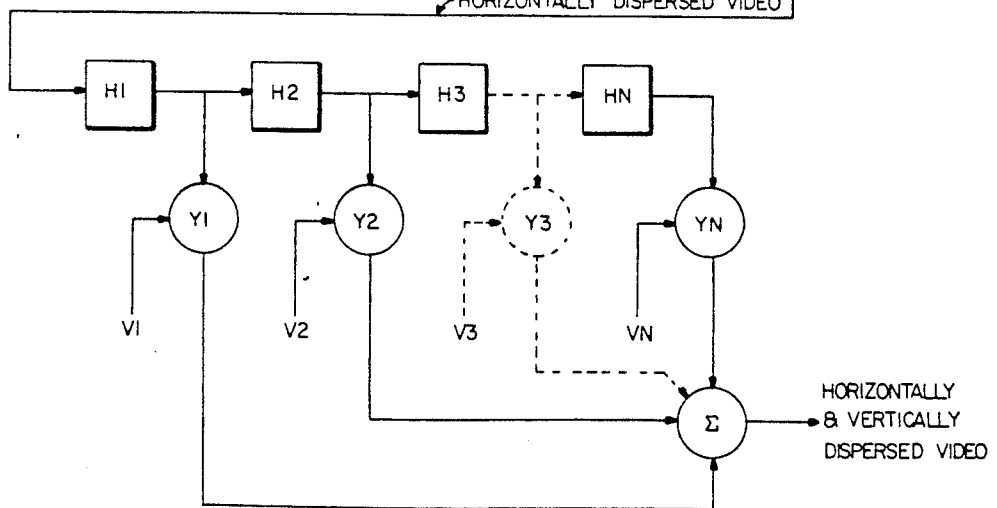 HORIZONTALLY DISPERSED VIDEO
H1 H2 H3 HN
Y1 Y2 Y3 YN
V1 V2 V3 VN
Σ
HORIZONTALLY
& VERTICALLY
DISPERSED VIDEO